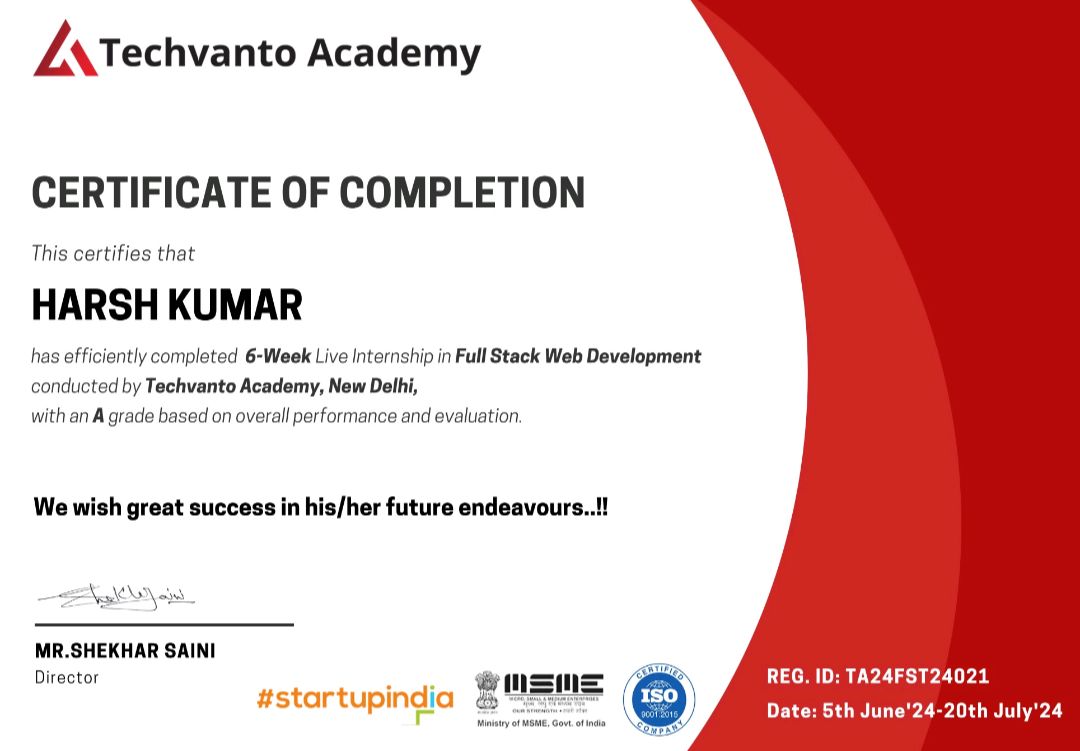 Techvanto Academy
CERTIFICATE OF COMPLETION
This certifies that
HARSH KUMAR
has efficiently completed 6-Week Live Internship in Full Stack Web Development
conducted by Techvanto Academy, New Delhi,
with an A grade based on overall performance and evaluation.
We wish great success in his/her future endeavours..!!
MR.SHEKHAR SAINI
Director
#startupindia
MSME
MICRO, SMALL & MEDIUM ENTERPRISES
OUR STRENGTH •
Ministry of MSME, Govt. of India
CERTIFIED
ISO
9001:2015
COMPANY
REG. ID: TA24FST24021
Date: 5th June'24-20th July'24